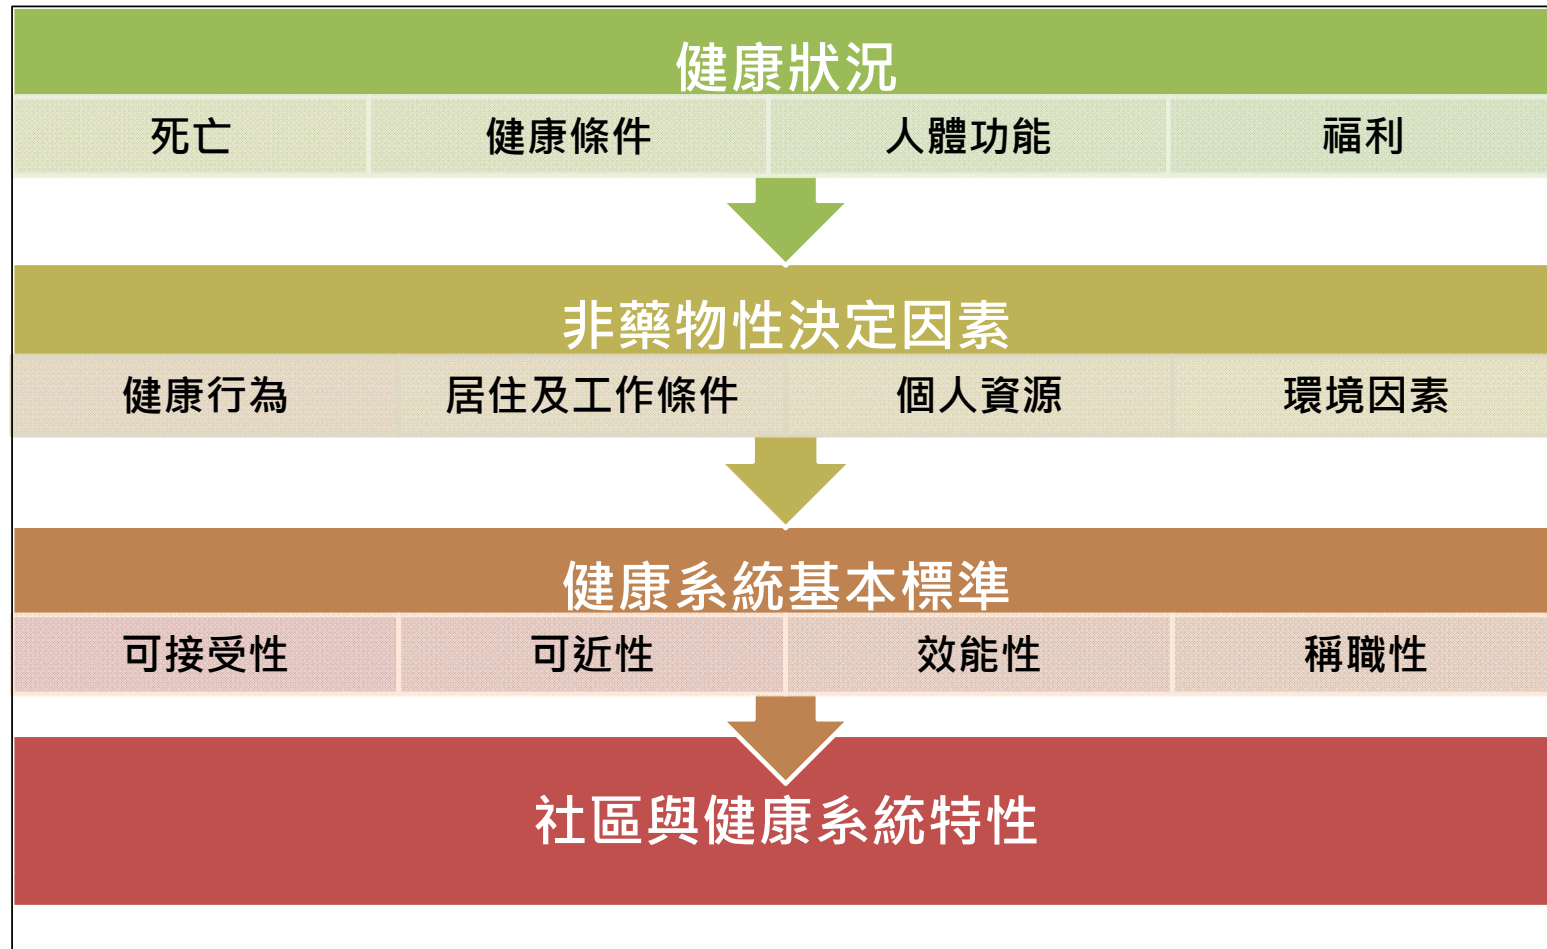 健康狀況
死亡 健康條件 人體功能 福利
非藥物性決定因素
健康行為 居住及工作條件 個人資源 環境因素
健康系統基本標準
可接受性 可近性 效能性 稱職性
社區與健康系統特性